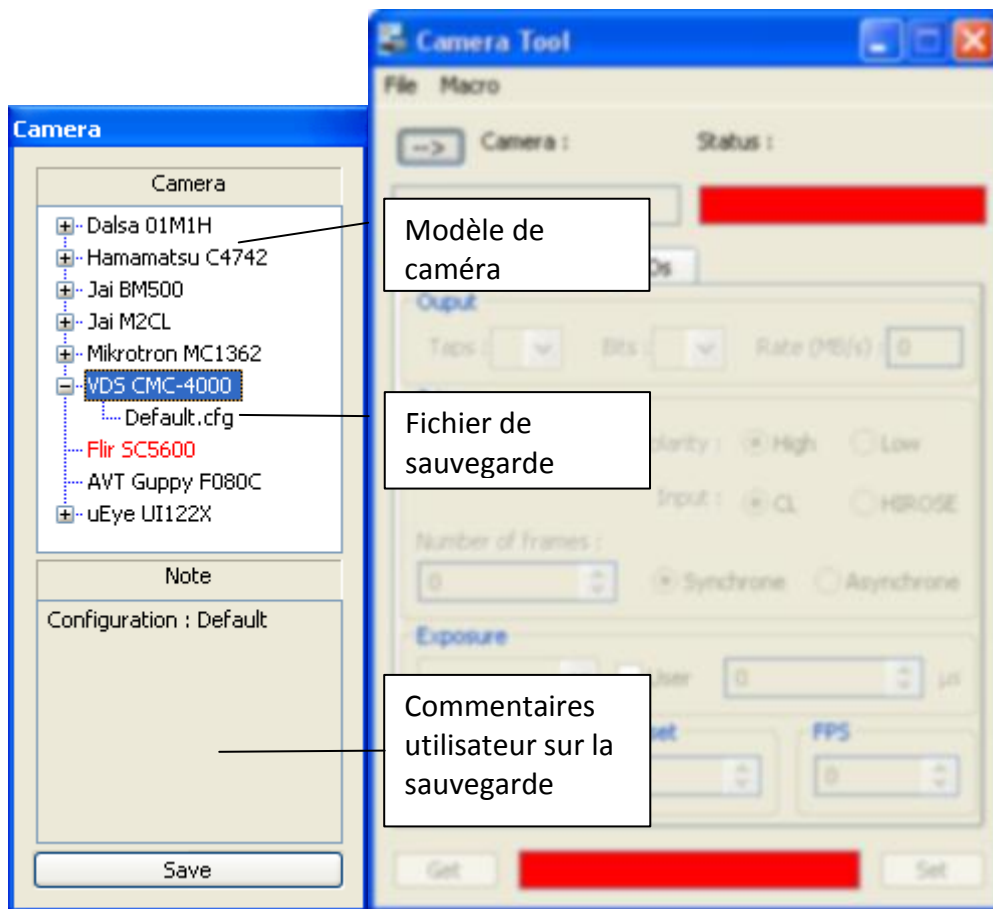 Camera Tool
File Macro
--> Camera : Status :
Camera
Camera
Dalsa 01M1H
Hamamatsu C4742
Jai BM500
Jai M2CL
Mikrotron MC1362
VDS CMC-4000
Default.cfg
Flir SC5600
AVT Guppy F080C
uEye UI122X
Note
Configuration : Default
Save
Modèle de
caméra
Fichier de
sauvegarde
Commentaires
utilisateur sur la
sauvegarde
Ouput
Taps : Bits : Rate (MB/s) : 0
High Low
Input : CL HIROSE
Number of frames :
0 Synchrone Asynchrone
Exposure
User 0 µs
FPS
0
Get Set